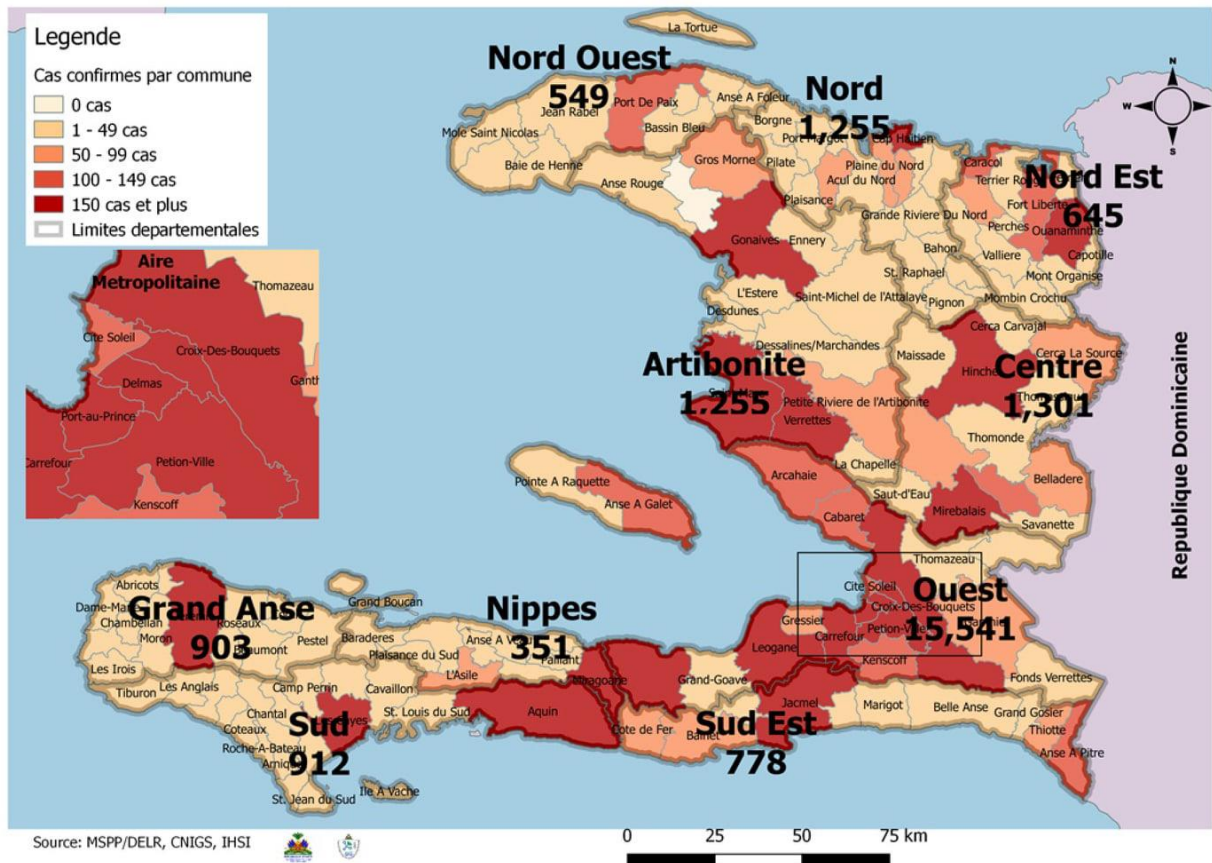 Legende
Cas confirmes par commune
0 cas
1 - 49 cas
50 - 99 cas
100 - 149 cas
150 cas et plus
Limites departementales
La Tortue
Nord Ouest
549
Nord
1,255
Port De Paix
Jean Rabel
Anse A Foleur
Mole Saint Nicolas
Bassin Bleu
Borgne
Port Margot
Cap Haitien
Baie de Henne
Gros Morne
Pilate
Plaine du Nord
Acul du Nord
Caracol
Terrier Rouge
Nord Est
645
Anse Rouge
Plaisance
Grande Riviere Du Nord
Fort Liberte
Perches
Ouanaminthe
Gonaives
Ennery
Bahon
Valliere
Capotille
St. Raphael
Mont Organise
L'Estere
Saint-Michel de l'Attalaye
Pignon
Mombin Crochu
Desdunes
Cerca Carvajal
Dessalines/Marchandes
Maissade
Cerca La Source
Artibonite
1.255
Hinche
Centre
1,301
Petite Riviere de l'Artibonite
Verrettes
Thomonde
La Chapelle
Arcahaie
Belladere
Saut-d'Eau
Pointe A Raquette
Anse A Galet
Cabaret
Mirebalais
Savanette
Thomazeau
Cite Soleil
Ouest
15,541
Croix-Des-Bouquets
Gressier
Carrefour
Petion-Ville
Leogane
Kenscoff
Fonds Verrettes
Aire
Metropolitaine
Thomazeau
Cite Soleil
Croix-Des-Bouquets
Delmas
Port-au-Prince
Carrefour
Petion-Ville
Kenscoff
Abricots
Grand Anse
903
Chambellan
Moron
Roseaux
Pestel
Les Irois
Grand Boucan
Nippes
351
Baraderes
Plaisance du Sud
L'Asile
Miragoane
Grand-Goave
Tiburon
Les Anglais
Camp Perrin
Cavaillon
St. Louis du Sud
Aquin
Chantal
Coteaux
Sud
912
Roche-A-Bateau
St. Jean du Sud
Ile A Vache
Cote de Fer
Bainet
Sud Est
778
Jacmel
Marigot
Belle Anse
Grand Gosier
Thiotte
Anse A Pitre
Republique Dominicaine
N
W
E
S
Source: MSPP/DELR, CNIGS, IHSI
0 25 50 75 km